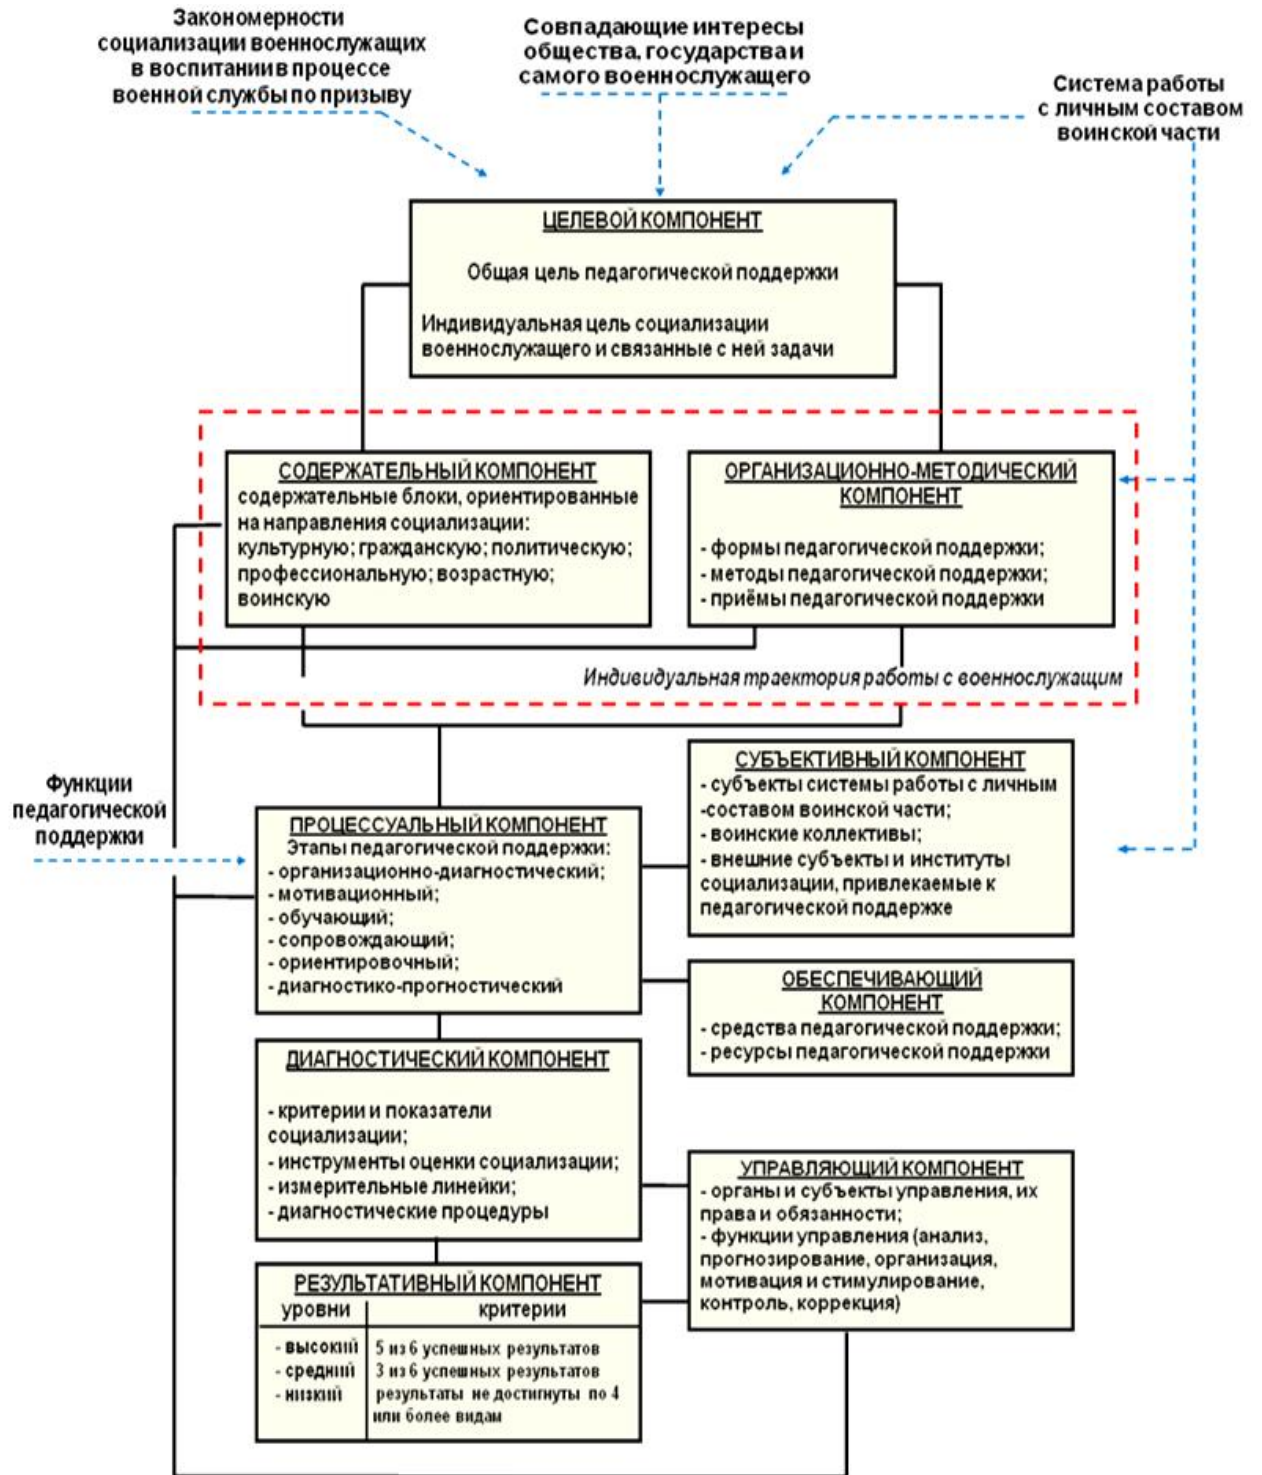 Закономерности
социализации военнослужащих
в воспитании в процессе
военной службы по призыву
Совпадающие интересы
общества, государства и
самого военнослужащего
Система работы
с личным составом
воинской части
ЦЕЛЕВОЙ КОМПОНЕНТ
Общая цель педагогической поддержки
Индивидуальная цель социализации
военнослужащего и связанные с ней задачи
СОДЕРЖАТЕЛЬНЫЙ КОМПОНЕНТ
содержательные блоки, ориентированные
на направления социализации:
культурную; гражданскую; политическую;
профессиональную; возрастную;
воинскую
ОРГАНИЗАЦИОННО-МЕТОДИЧЕСКИЙ
КОМПОНЕНТ
- формы педагогической поддержки;
- методы педагогической поддержки;
- приёмы педагогической поддержки
Индивидуальная траектория работы с военнослужащим
Функции
педагогической
поддержки
ПРОЦЕССУАЛЬНЫЙ КОМПОНЕНТ
Этапы педагогической поддержки:
- организационно-диагностический;
- мотивационный;
- обучающий;
- сопровождающий;
- ориентировочный;
- диагностико-прогностический
СУБЪЕКТИВНЫЙ КОМПОНЕНТ
- субъекты системы работы с личным
-составом воинской части;
- воинские коллективы;
- внешние субъекты и институты
социализации, привлекаемые к
педагогической поддержке
ОБЕСПЕЧИВАЮЩИЙ
КОМПОНЕНТ
- средства педагогической поддержки;
- ресурсы педагогической поддержки
ДИАГНОСТИЧЕСКИЙ КОМПОНЕНТ
- критерии и показатели
социализации;
- инструменты оценки социализации;
- измерительные линейки;
- диагностические процедуры
УПРАВЛЯЮЩИЙ КОМПОНЕНТ
- органы и субъекты управления, их
права и обязанности;
- функции управления (анализ,
прогнозирование, организация,
мотивация и стимулирование,
контроль, коррекция)
РЕЗУЛЬТАТИВНЫЙ КОМПОНЕНТ
уровни критерии
- высокий 5 из 6 успешных результатов
- средний 3 из 6 успешных результатов
- низкий результаты не достигнуты по 4
или более видам